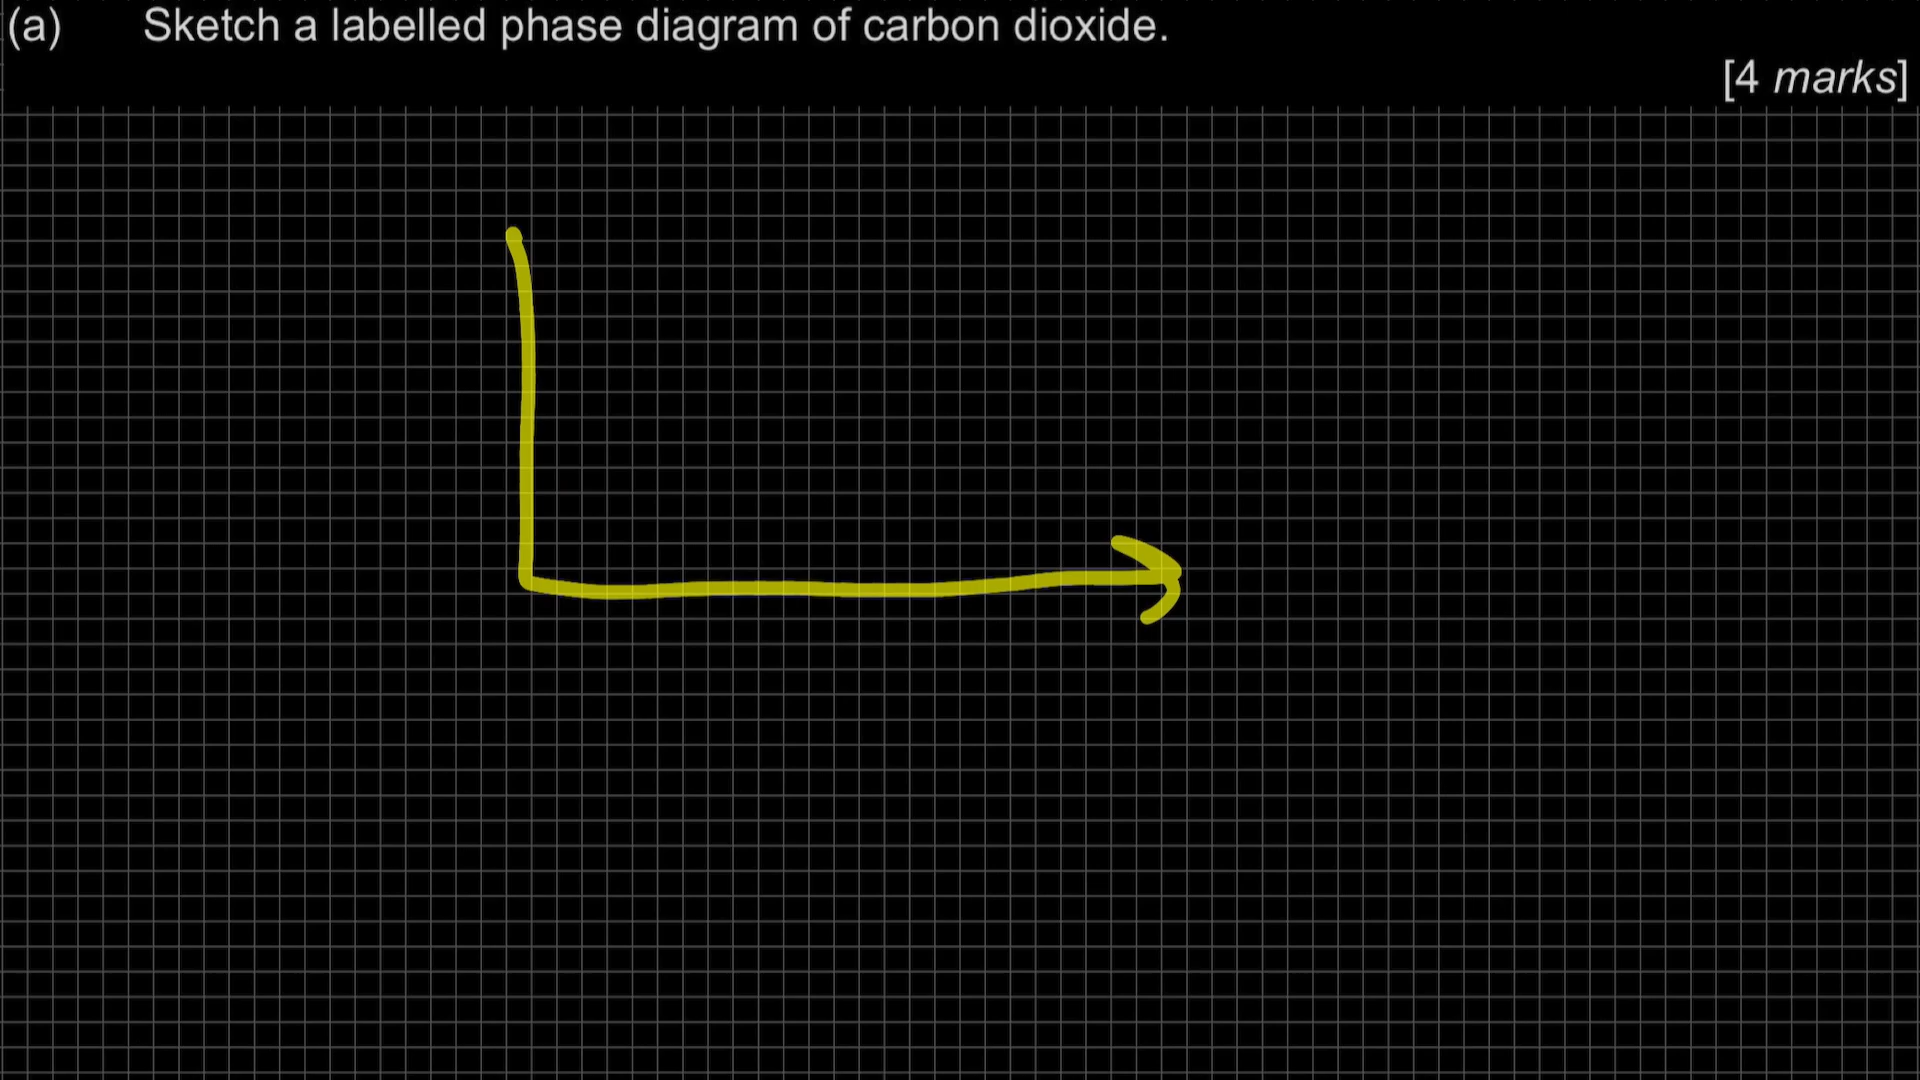 (a) Sketch a labelled phase diagram of carbon dioxide.
[4 marks]